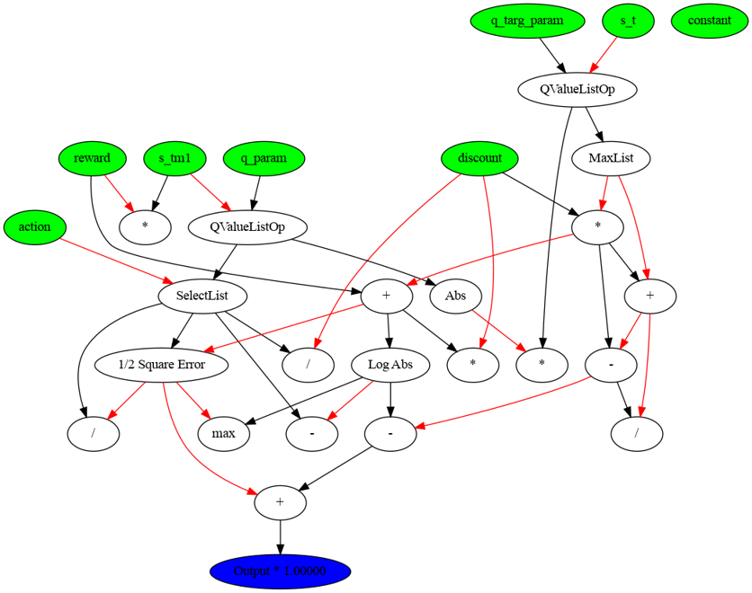 q_targ_param s_t constant
QValueListOp
reward s_tm1 q_param discount MaxList
action * QValueListOp *
SelectList + Abs +
1/2 Square Error / Log Abs * * -
/ max - - /
+
Output * 1.00000